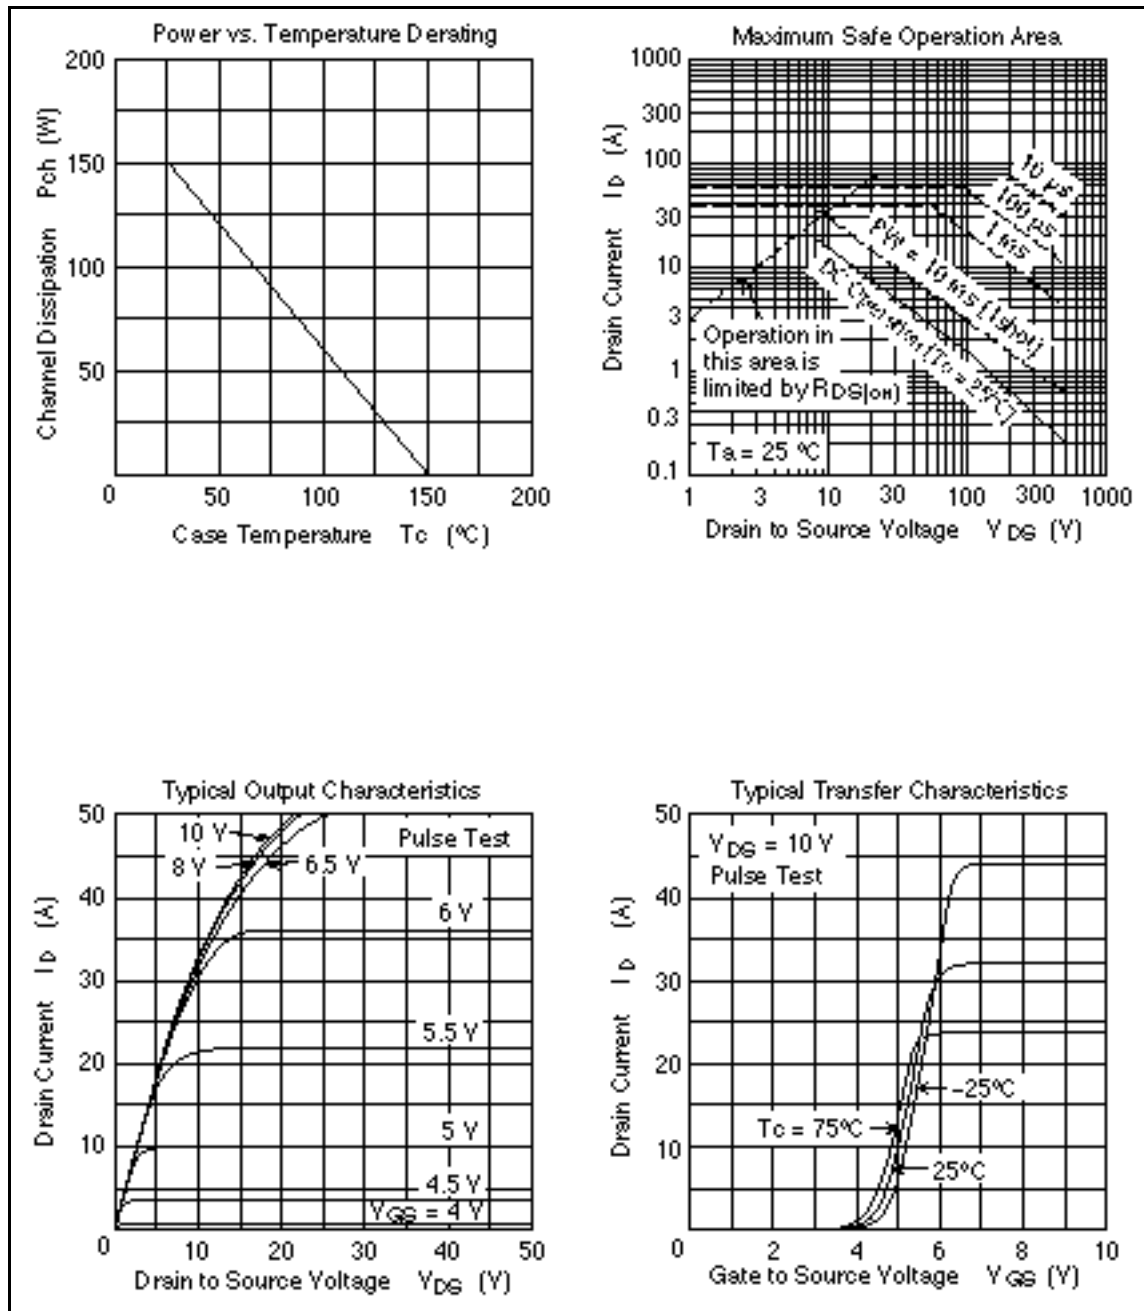 Power vs. Temperature Derating
200
150
100
50
0
50
100
150
200
Channel Dissipation Pch (W)
Case Temperature Tc (ºC)
Maximum Safe Operation Area
1000
300
100
30
10
3
1
0.3
0.1
1
3
10
30
100
300
1000
Drain Current ID (A)
10 µs
100 µs
1 ms
PW = 10 ms (1shot)
DC Operation (Tc = 25ºC)
Operation in
this area is
limited by RDS(on)
Ta = 25 ºC
Drain to Source Voltage VDS (V)
Typical Output Characteristics
50
40
30
20
10
0
10
20
30
40
50
Drain Current ID (A)
10 V
8 V
6.5 V
Pulse Test
6 V
5.5 V
5 V
4.5 V
VGS = 4 V
Drain to Source Voltage VDS (V)
Typical Transfer Characteristics
50
40
30
20
10
0
2
4
6
8
10
Drain Current ID (A)
VDS = 10 V
Pulse Test
–25ºC
Tc = 75ºC
25ºC
Gate to Source Voltage VGS (V)